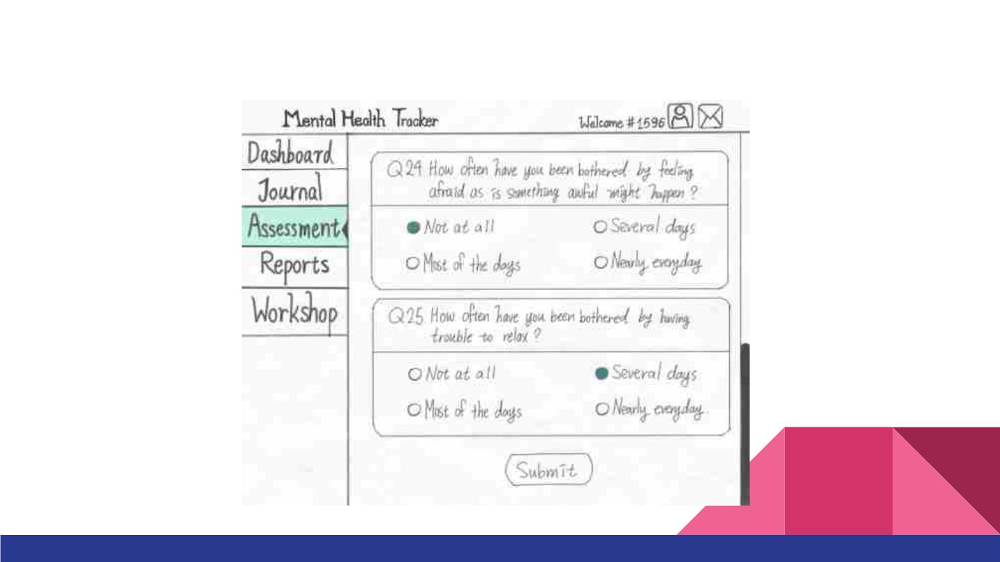 Mental Health Tracker
Welcome #1596
Dashboard
Journal
Assessment
Reports
Workshop
Q24 How often have you been bothered by feeling
afraid as is something awful might happen?
Not at all
Several days
Most of the days
Nearly everyday
Q25 How often have you been bothered by having
trouble to relax?
Not at all
Several days
Most of the days
Nearly everyday
Submit